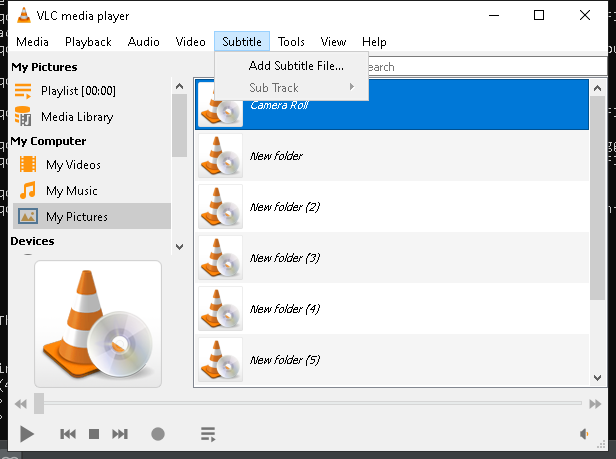 VLC media player
Media Playback Audio Video Subtitle Tools View Help
Add Subtitle File...
Sub Track
My Pictures
Playlist [00:00]
Media Library
My Computer
My Videos
My Music
My Pictures
Devices
Camera Roll
New folder
New folder (2)
New folder (3)
New folder (4)
New folder (5)